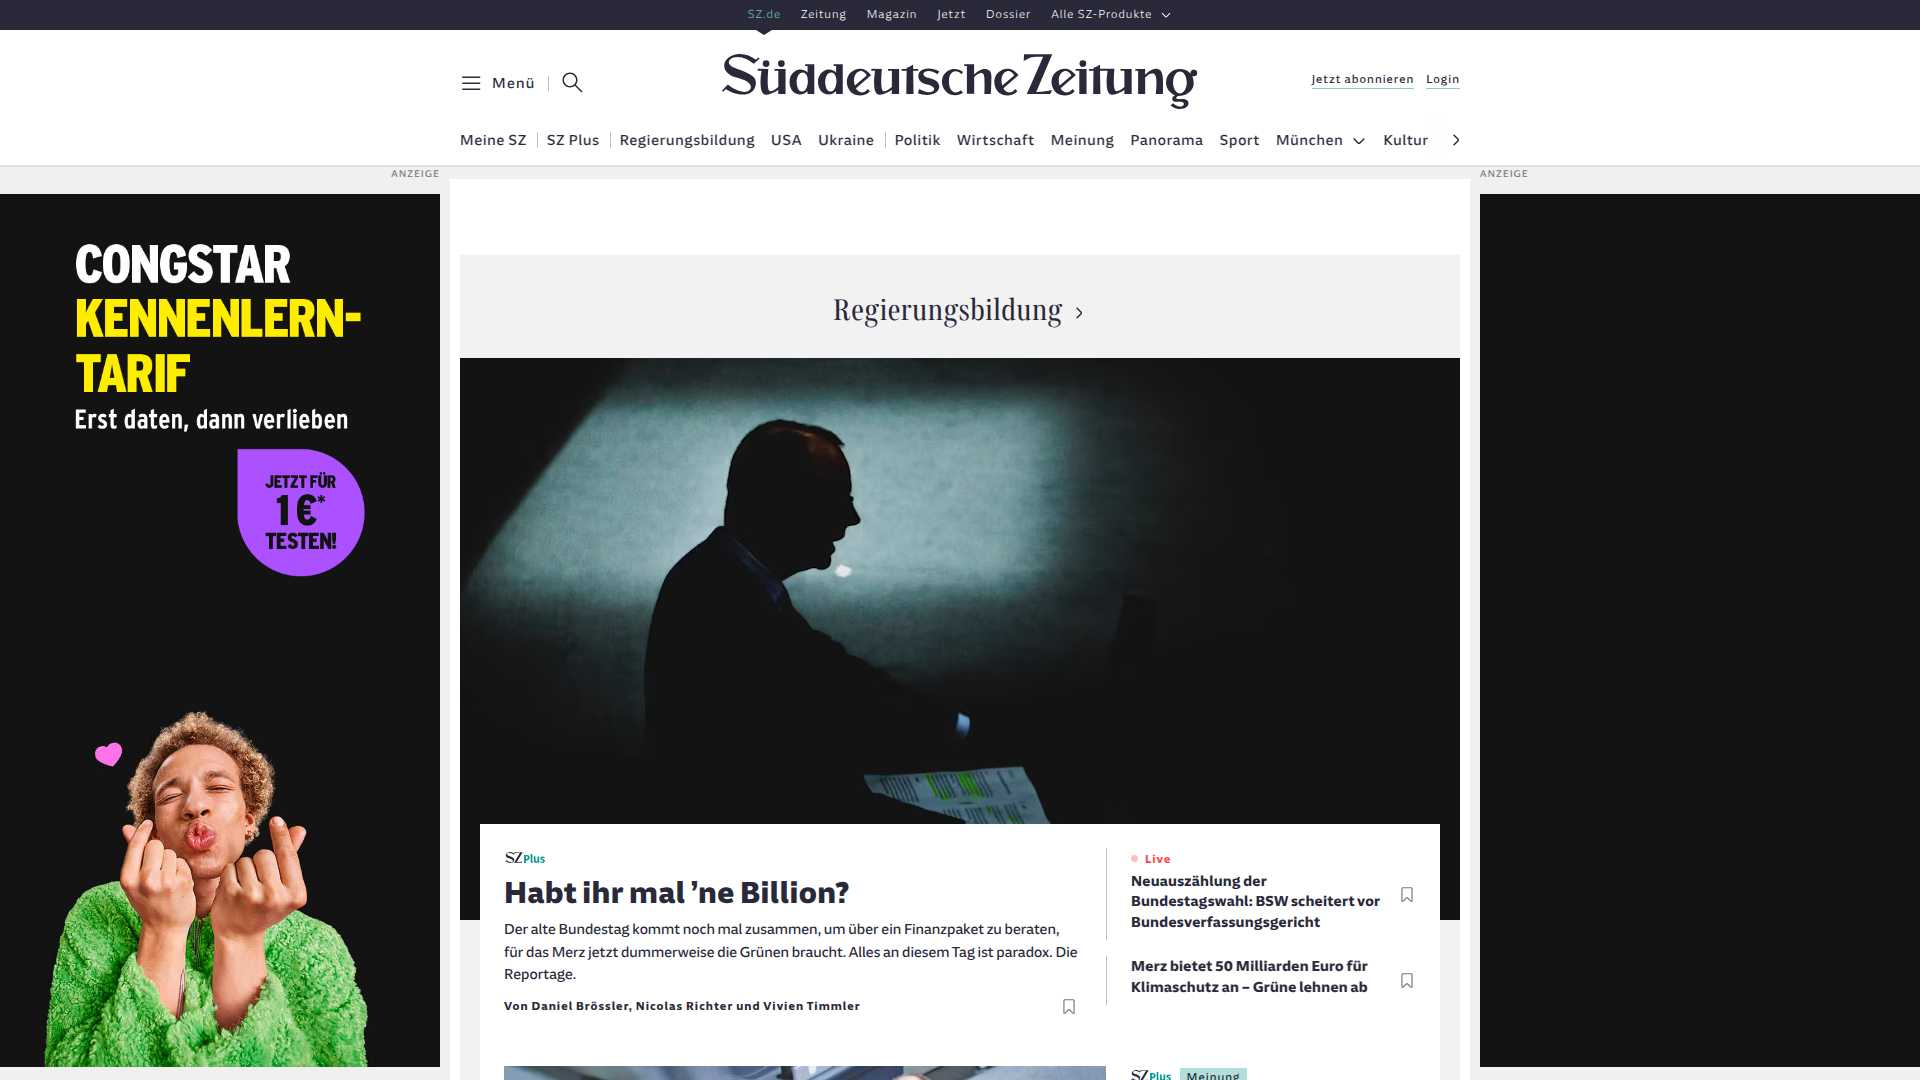 SZ.de Zeitung Magazin Jetzt Dossier Alle SZ-Produkte
Menü
Süddeutsche Zeitung
Jetzt abonnieren Login
Meine SZ SZ Plus Regierungsbildung USA Ukraine Politik Wirtschaft Meinung Panorama Sport München Kultur
ANZEIGE
CONGSTAR
KENNENLERN-
TARIF
Erst daten, dann verlieben
JETZT FÜR
1 €*
TESTEN!
ANZEIGE
Regierungsbildung
SZ Plus
Habt ihr mal ’ne Billion?
Der alte Bundestag kommt noch mal zusammen, um über ein Finanzpaket zu beraten,
für das Merz jetzt dummerweise die Grünen braucht. Alles an diesem Tag ist paradox. Die
Reportage.
Von Daniel Brössler, Nicolas Richter und Vivien Timmler
Live
Neuauszählung der
Bundestagswahl: BSW scheitert vor
Bundesverfassungsgericht
Merz bietet 50 Milliarden Euro für
Klimaschutz an – Grüne lehnen ab
SZ Plus Meinung